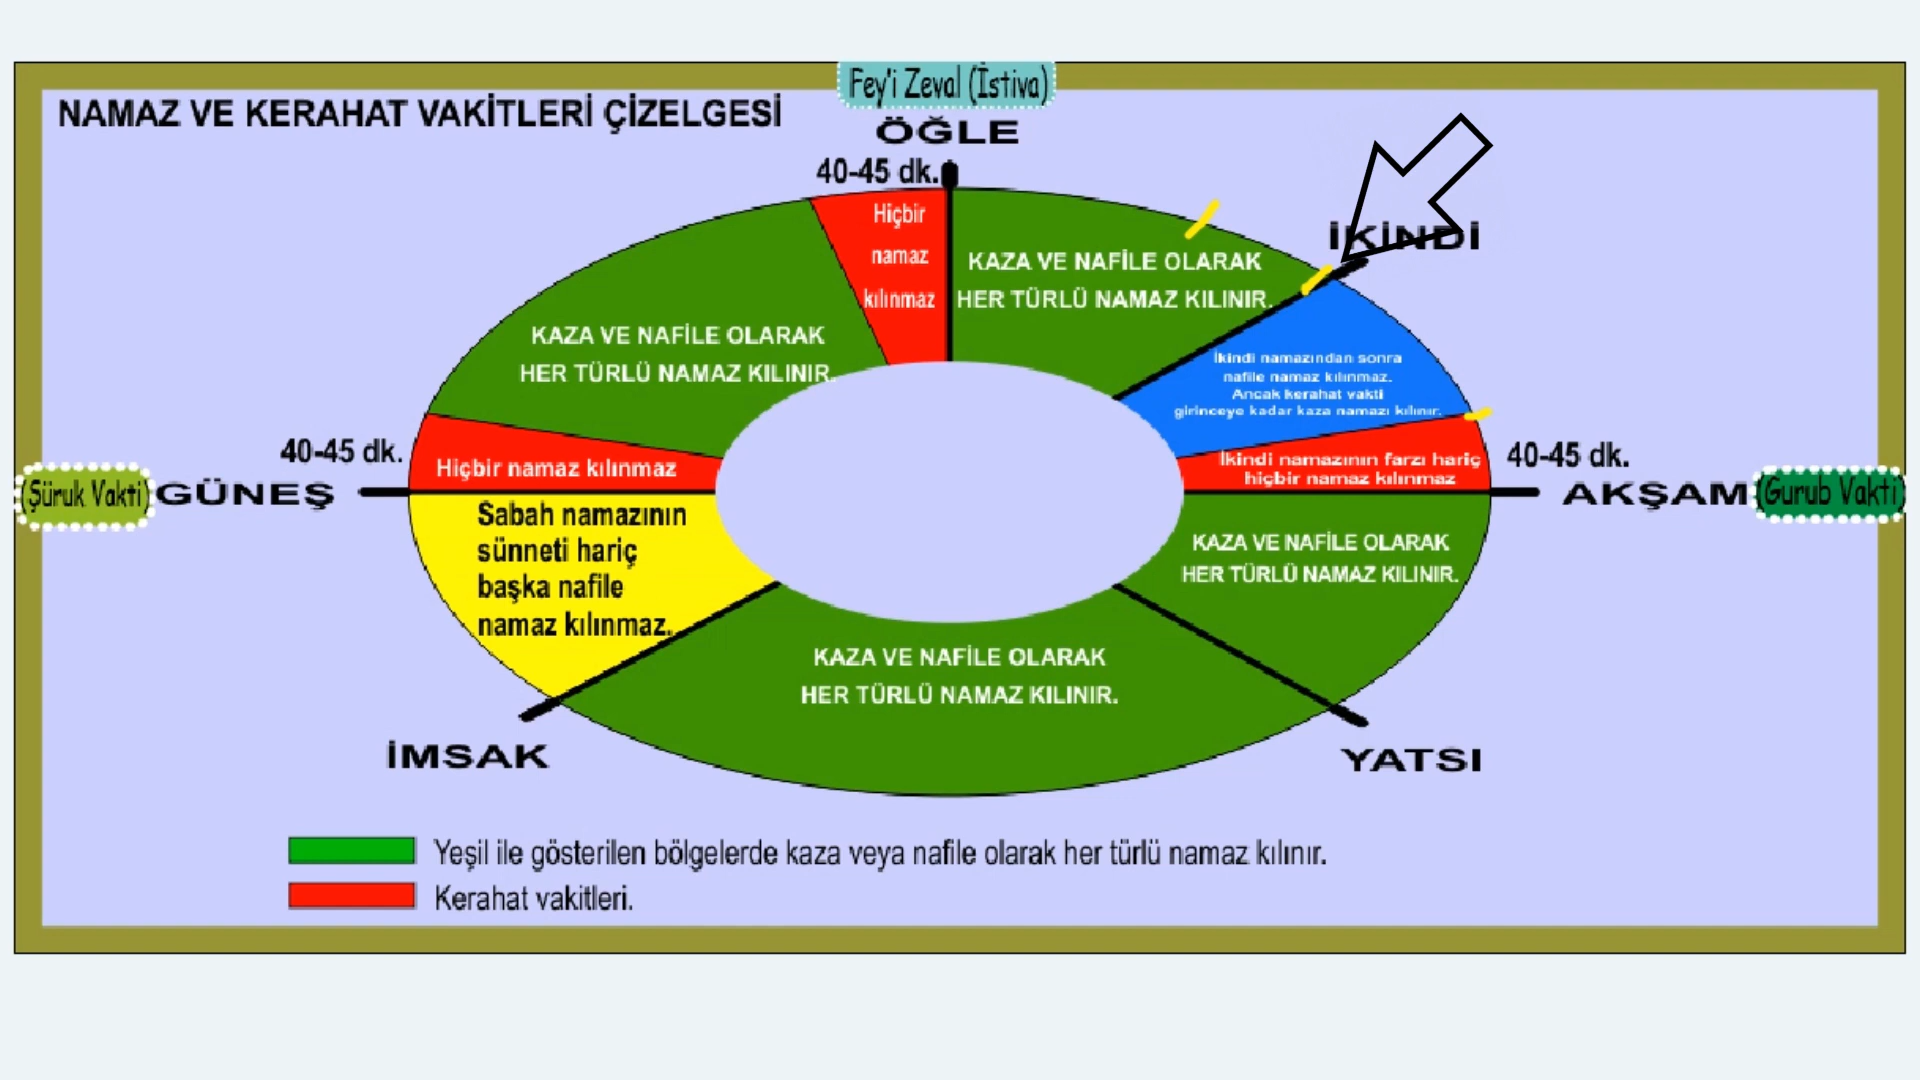 Fey'i Zeval (İstiva)
NAMAZ VE KERAHAT VAKİTLERİ ÇİZELGESİ
ÖĞLE
40-45 dk.
Hiçbir
namaz
kılınmaz
KAZA VE NAFİLE OLARAK
HER TÜRLÜ NAMAZ KILINIR.
İKİNDİ
KAZA VE NAFİLE OLARAK
HER TÜRLÜ NAMAZ KILINIR.
İkindi namazından sonra
nafile namaz kılınmaz.
Ancak kerahat vakti
girinceye kadar kaza namazı kılınır.
40-45 dk.
Hiçbir namaz kılınmaz
İkindi namazının farzı hariç
hiçbir namaz kılınmaz
40-45 dk.
(Şüruk Vakti)
GÜNEŞ
AKŞAM
(Gurub Vakti)
Sabah namazının
sünneti hariç
başka nafile
namaz kılınmaz.
KAZA VE NAFİLE OLARAK
HER TÜRLÜ NAMAZ KILINIR.
KAZA VE NAFİLE OLARAK
HER TÜRLÜ NAMAZ KILINIR.
İMSAK
YATSI
Yeşil ile gösterilen bölgelerde kaza veya nafile olarak her türlü namaz kılınır.
Kerahat vakitleri.